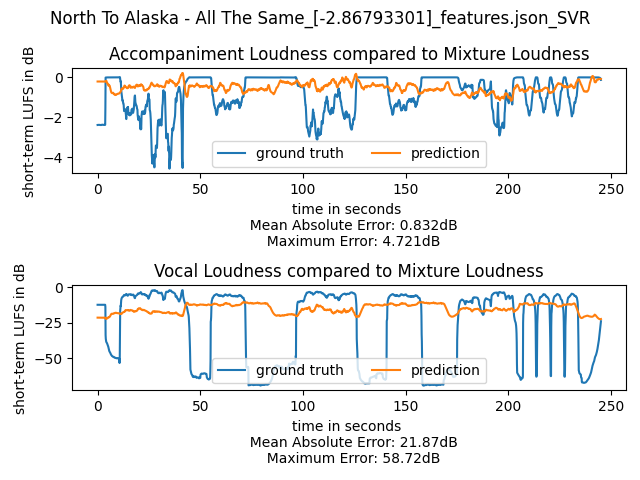 North To Alaska - All The Same_[-2.86793301]_features.json_SVR
Accompaniment Loudness compared to Mixture Loudness
short-term LUFS in dB
0
−2
−4
ground truth
prediction
0
50
100
150
200
250
time in seconds
Mean Absolute Error: 0.832dB
Maximum Error: 4.721dB
Vocal Loudness compared to Mixture Loudness
short-term LUFS in dB
0
−25
−50
ground truth
prediction
0
50
100
150
200
250
time in seconds
Mean Absolute Error: 21.87dB
Maximum Error: 58.72dB